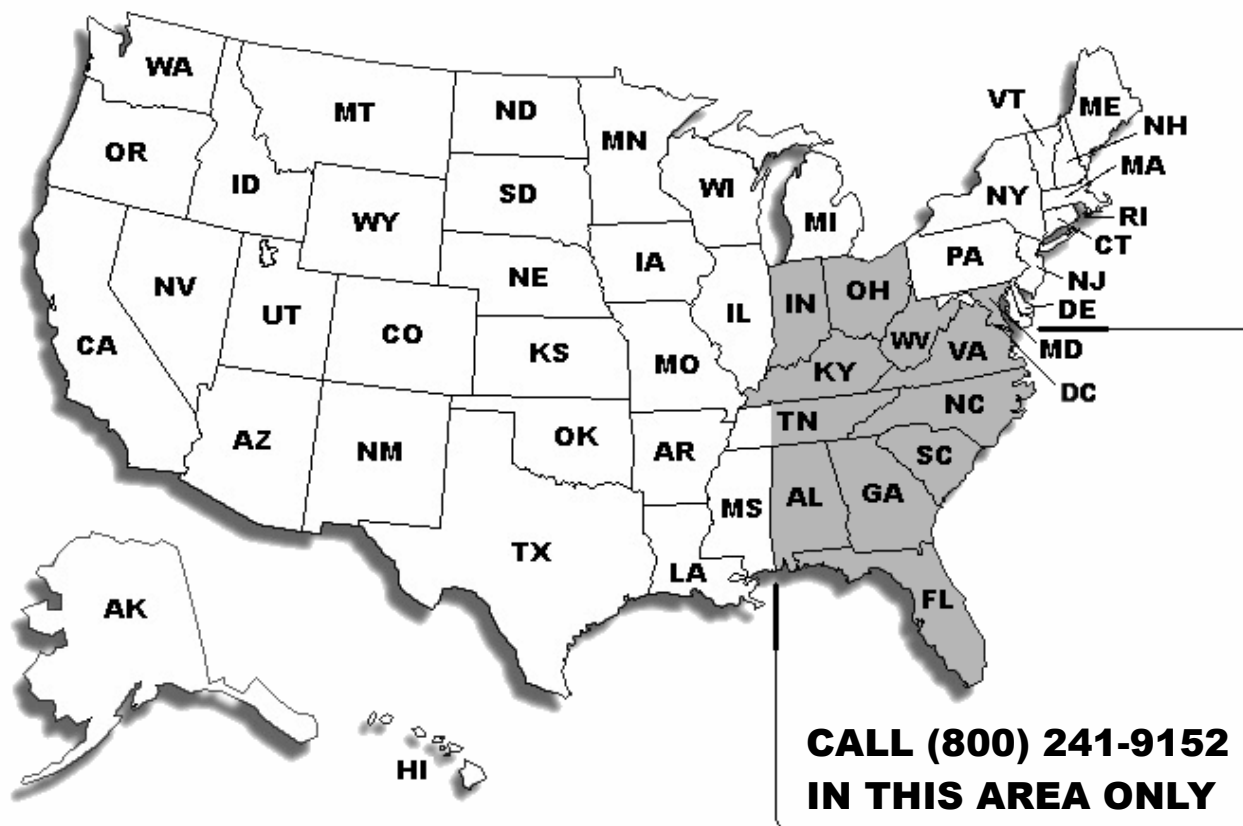 WA
MT
ND
MN
VT
ME
NH
OR
ID
SD
WI
MA
WY
MI
NY
RI
CT
NV
NE
IA
PA
NJ
UT
CO
IL
IN
OH
DE
CA
KS
MO
WV
VA
MD
KY
DC
AZ
NM
OK
AR
TN
NC
SC
TX
MS
AL
GA
LA
FL
AK
HI
CALL (800) 241-9152
IN THIS AREA ONLY